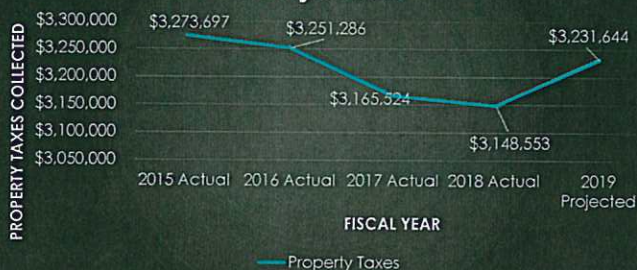 $3,300,000
$3,250,000
$3,200,000
$3,150,000
$3,100,000
$3,050,000
PROPERTY TAXES COLLECTED
$3,273,697
$3,251,286
$3,165,524
$3,148,553
$3,231,644
2015 Actual
2016 Actual
2017 Actual
2018 Actual
2019
Projected
FISCAL YEAR
Property Taxes